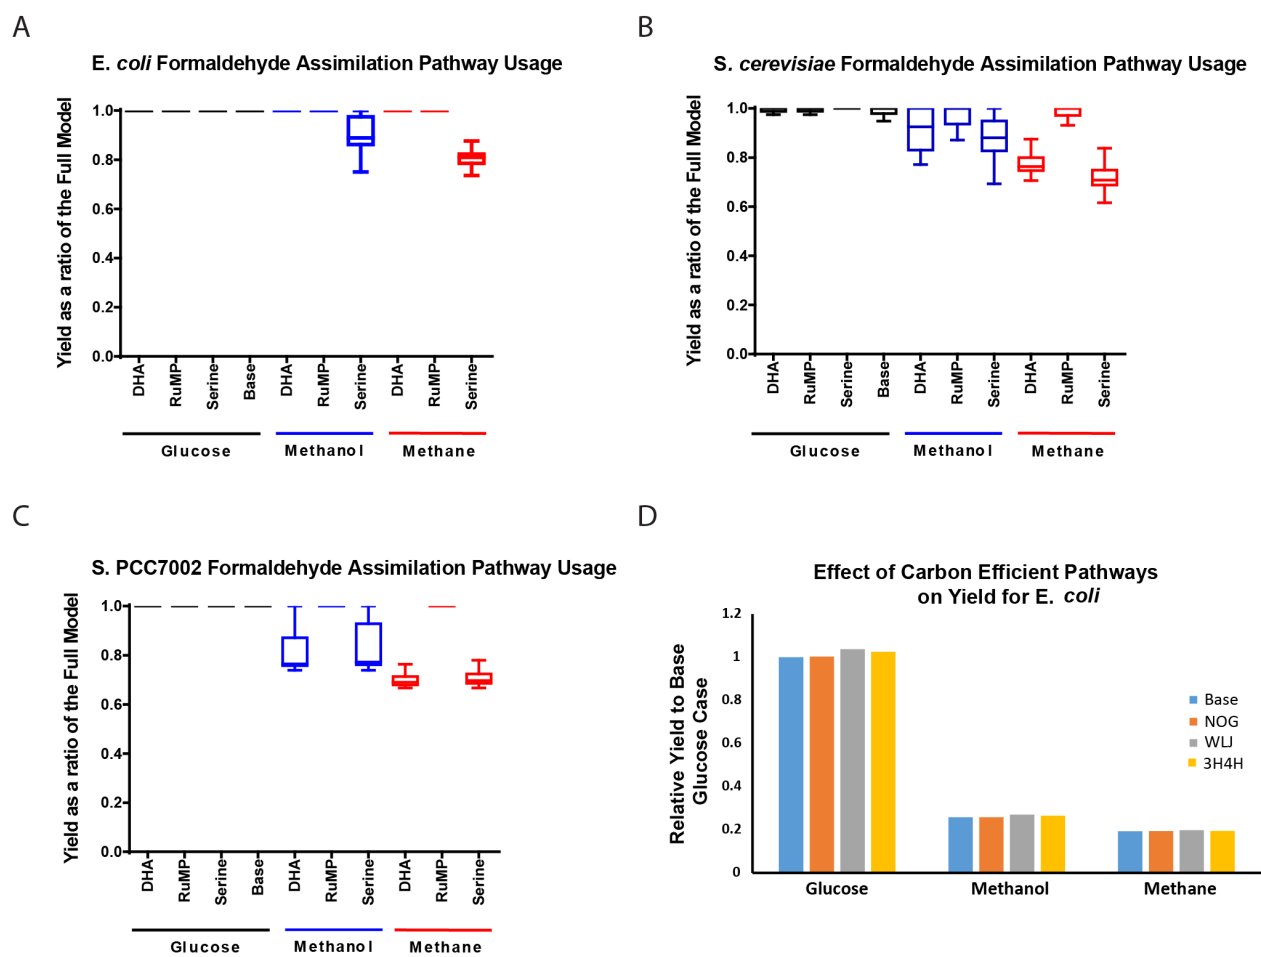 A
E. coli Formaldehyde Assimilation Pathway Usage
Yield as a ratio of the Full Model
1.0
0.8
0.6
0.4
0.2
0.0
DHA
RuMP
Serine
Base
DHA
RuMP
Serine
DHA
RuMP
Serine
Glucose
Methanol
Methane
B
S. cerevisiae Formaldehyde Assimilation Pathway Usage
Yield as a ratio of the Full Model
1.0
0.8
0.6
0.4
0.2
0.0
DHA
RuMP
Serine
Base
DHA
RuMP
Serine
DHA
RuMP
Serine
Glucose
Methanol
Methane
C
S. PCC7002 Formaldehyde Assimilation Pathway Usage
Yield as a ratio of the Full Model
1.0
0.8
0.6
0.4
0.2
0.0
DHA
RuMP
Serine
Base
DHA
RuMP
Serine
DHA
RuMP
Serine
Glucose
Methanol
Methane
D
Effect of Carbon Efficient Pathways
on Yield for E. coli
Relative Yield to Base
Glucose Case
1.2
1
0.8
0.6
0.4
0.2
0
Base
NOG
WLJ
3H4H
Glucose
Methanol
Methane